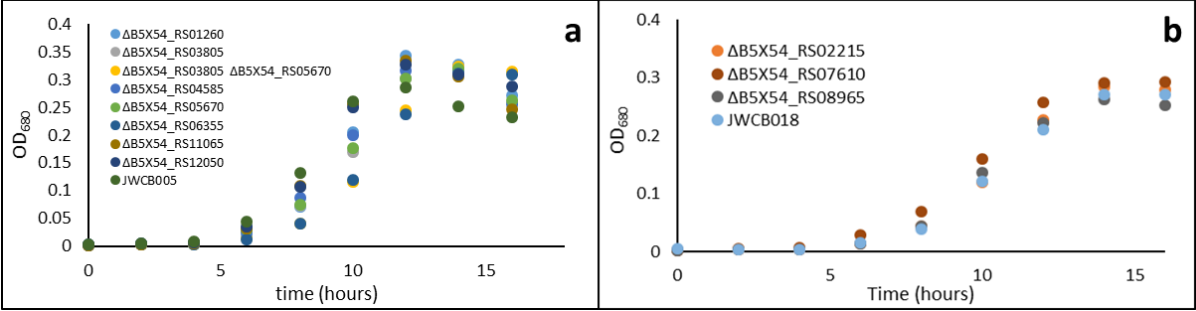 a
0.4
0.35
0.3
0.25
0.2
0.15
0.1
0.05
0
OD680
ΔB5X54_RS01260
ΔB5X54_RS03805
ΔB5X54_RS03805 ΔB5X54_RS05670
ΔB5X54_RS04585
ΔB5X54_RS05670
ΔB5X54_RS06355
ΔB5X54_RS11065
ΔB5X54_RS12050
JWCB005
0 5 10 15
time (hours)
b
0.4
0.3
0.2
0.1
0
OD680
ΔB5X54_RS02215
ΔB5X54_RS07610
ΔB5X54_RS08965
JWCB018
0 5 10 15
Time (hours)